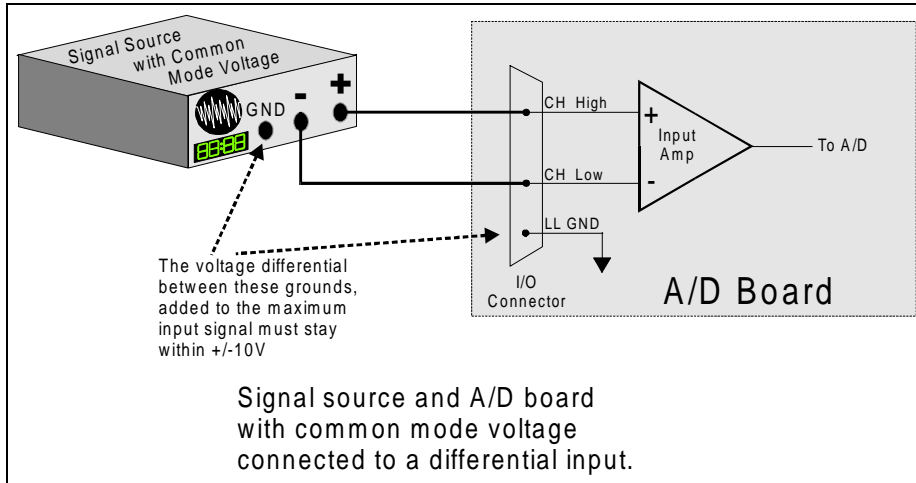 Signal Source
with Common
Mode Voltage
GND
-
+
88:88
CH High
+
Input
Amp
To A/D
CH Low
-
LL GND
I/O
Connector
A/D Board
The voltage differential
between these grounds,
added to the maximum
input signal must stay
within +/-10V
Signal source and A/D board
with common mode voltage
connected to a differential input.